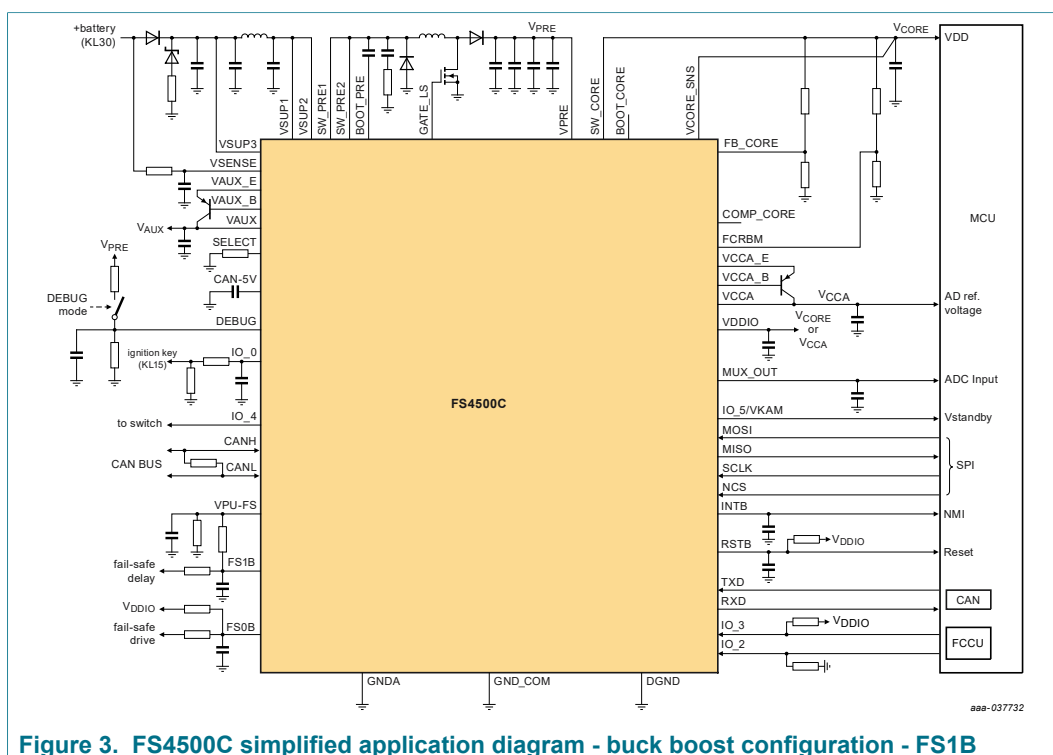 +battery
(KL30)
VPRE
VCORE
VDD
VSUP1
VSUP2
SW_PRE1
SW_PRE2
BOOT_PRE
GATE_LS
VPRE
SW_CORE
BOOT_CORE
VCORE_SNS
VSUP3
VSENSE
VAUX_E
VAUX_B
VAUX
VAUX
SELECT
VPRE
CAN-5V
DEBUG
mode
DEBUG
ignition key
(KL15)
IO_0
IO_4
to switch
CANH
CAN BUS
CANL
VPU-FS
fail-safe
delay
FS1B
VDDIO
fail-safe
drive
FS0B
FS4500C
FB_CORE
COMP_CORE
FCRBM
VCCA_E
VCCA_B
VCCA
VCCA
VDDIO
VCORE
or
VCCA
MUX_OUT
IO_5/VKAM
MOSI
MISO
SCLK
NCS
INTB
RSTB
VDDIO
TXD
RXD
IO_3
VDDIO
IO_2
MCU
AD ref.
voltage
ADC Input
Vstandby
SPI
NMI
Reset
CAN
FCCU
GNDA
GND_COM
DGND
aaa-037732
Figure 3. FS4500C simplified application diagram - buck boost configuration - FS1B